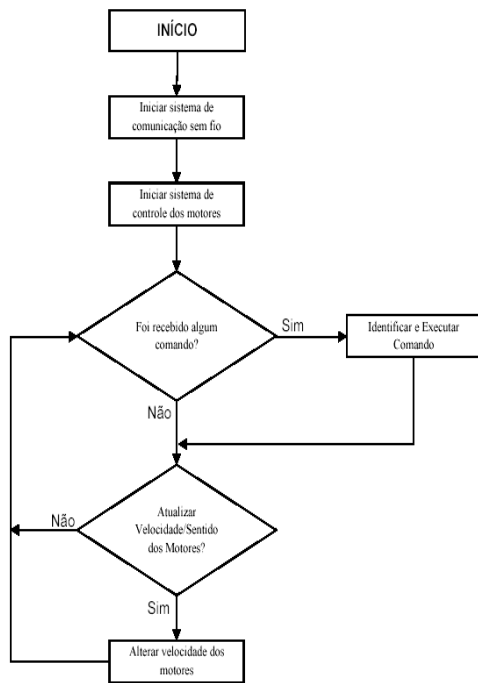 INÍCIO
Iniciar sistema de
comunicação sem fio
Iniciar sistema de
controle dos motores
Foi recebido algum
comando?
Sim
Identificar e Executar
Comando
Não
Atualizar
Velocidade/Sentido
dos Motores?
Não
Sim
Alterar velocidade dos
motores